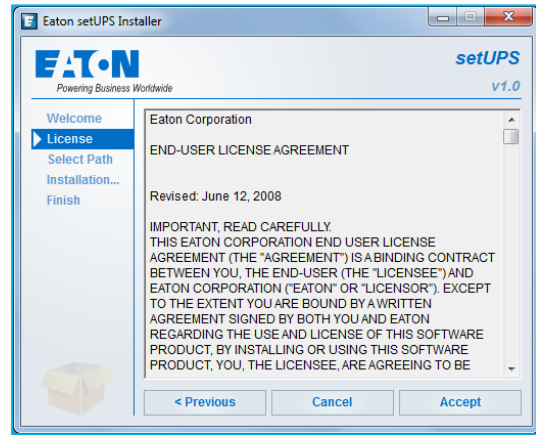 Eaton setUPS Installer
EATON
Powering Business Worldwide
setUPS
v1.0
Welcome
License
Select Path
Installation...
Finish
Eaton Corporation
END-USER LICENSE AGREEMENT
Revised: June 12, 2008
IMPORTANT, READ CAREFULLY.
THIS EATON CORPORATION END USER LICENSE
AGREEMENT (THE "AGREEMENT") IS A BINDING CONTRACT
BETWEEN YOU, THE END-USER (THE "LICENSEE") AND
EATON CORPORATION ("EATON" OR "LICENSOR"). EXCEPT
TO THE EXTENT YOU ARE BOUND BY A WRITTEN
AGREEMENT SIGNED BY BOTH YOU AND EATON
REGARDING THE USE AND LICENSE OF THIS SOFTWARE
PRODUCT, BY INSTALLING OR USING THIS SOFTWARE
PRODUCT, YOU, THE LICENSEE, ARE AGREEING TO BE
< Previous
Cancel
Accept